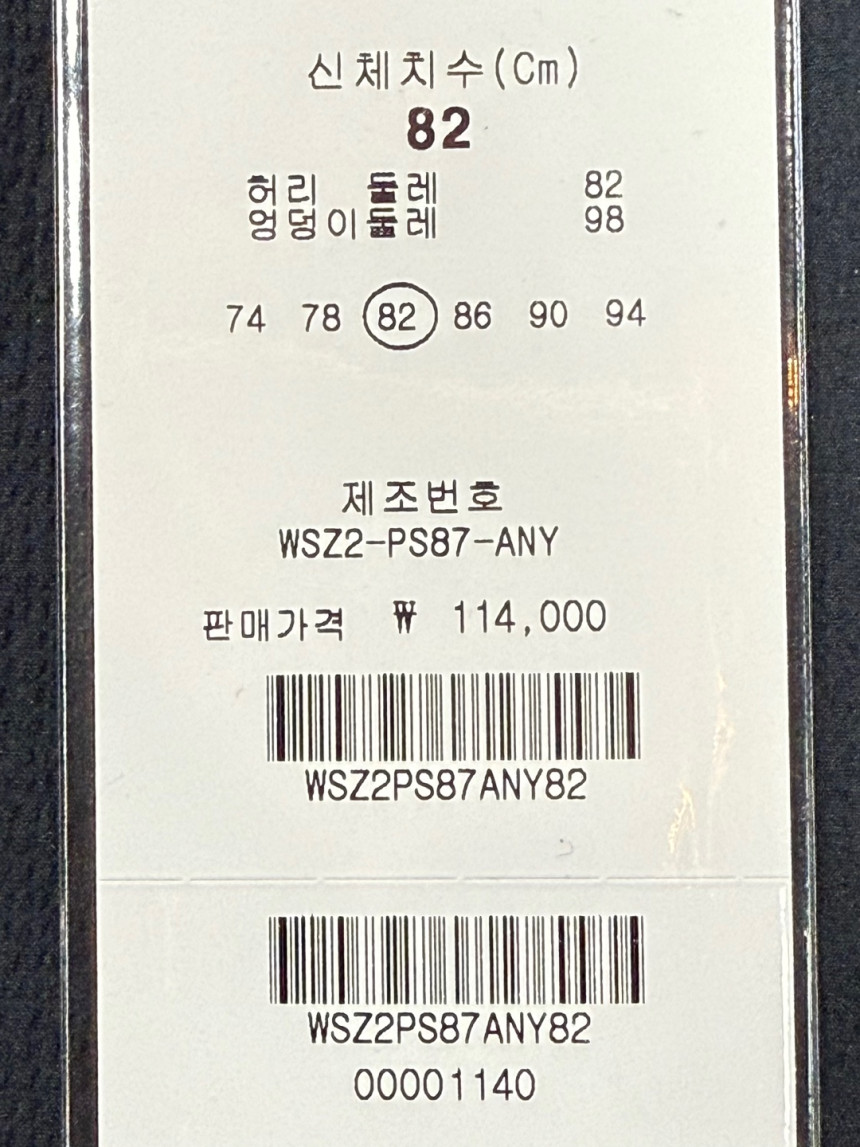 신체치수(Cm)
82
허리 둘레 82
엉덩이둘레 98
74 78 82 86 90 94
제조번호
WSZ2-PS87-ANY
판매가격 ₩ 114,000
WSZ2PS87ANY82
WSZ2PS87ANY82
00001140